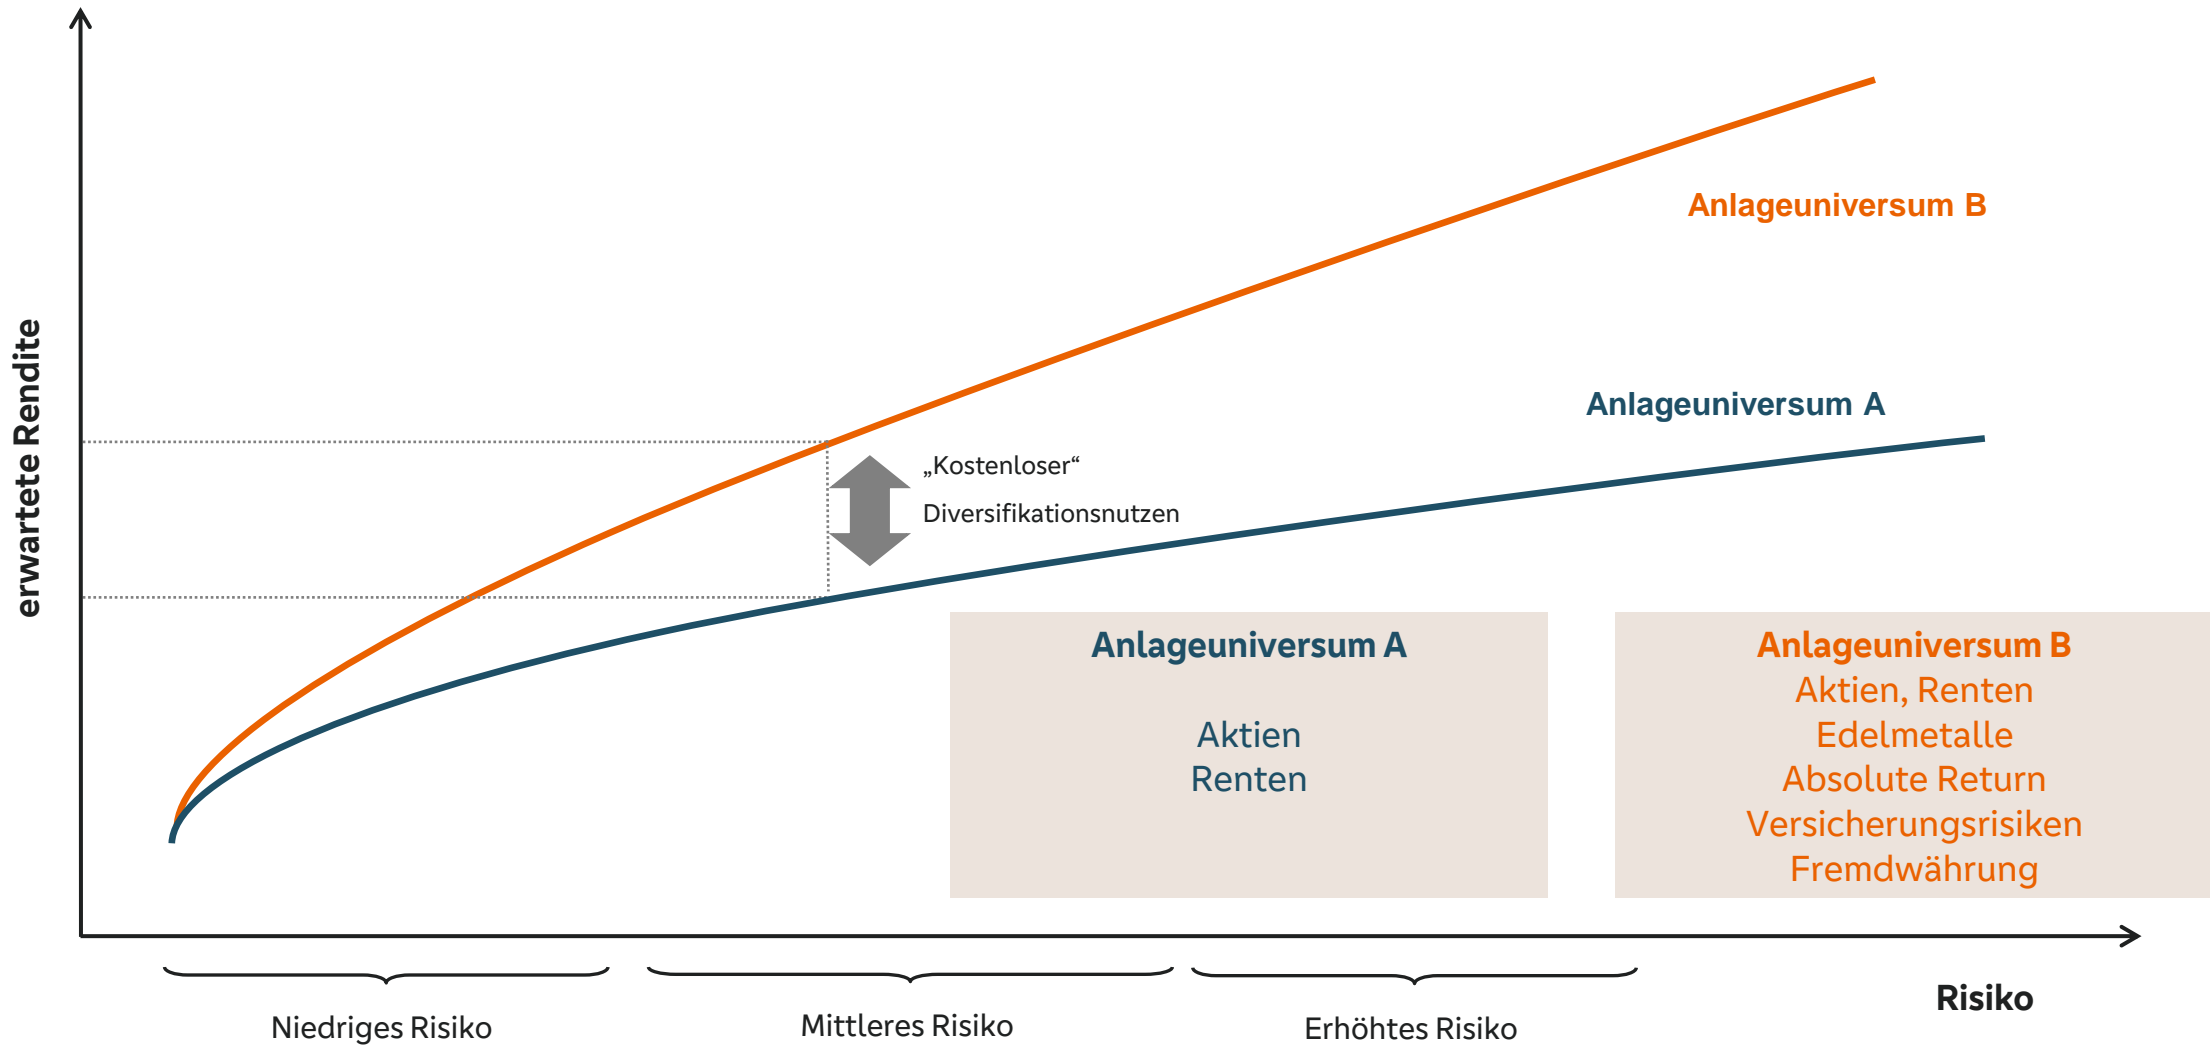 erwartete Rendite
Anlageuniversum B
Anlageuniversum A
„Kostenloser“
Diversifikationsnutzen
Anlageuniversum A
Aktien
Renten
Anlageuniversum B
Aktien, Renten
Edelmetalle
Absolute Return
Versicherungsrisiken
Fremdwährung
Niedriges Risiko
Mittleres Risiko
Erhöhtes Risiko
Risiko